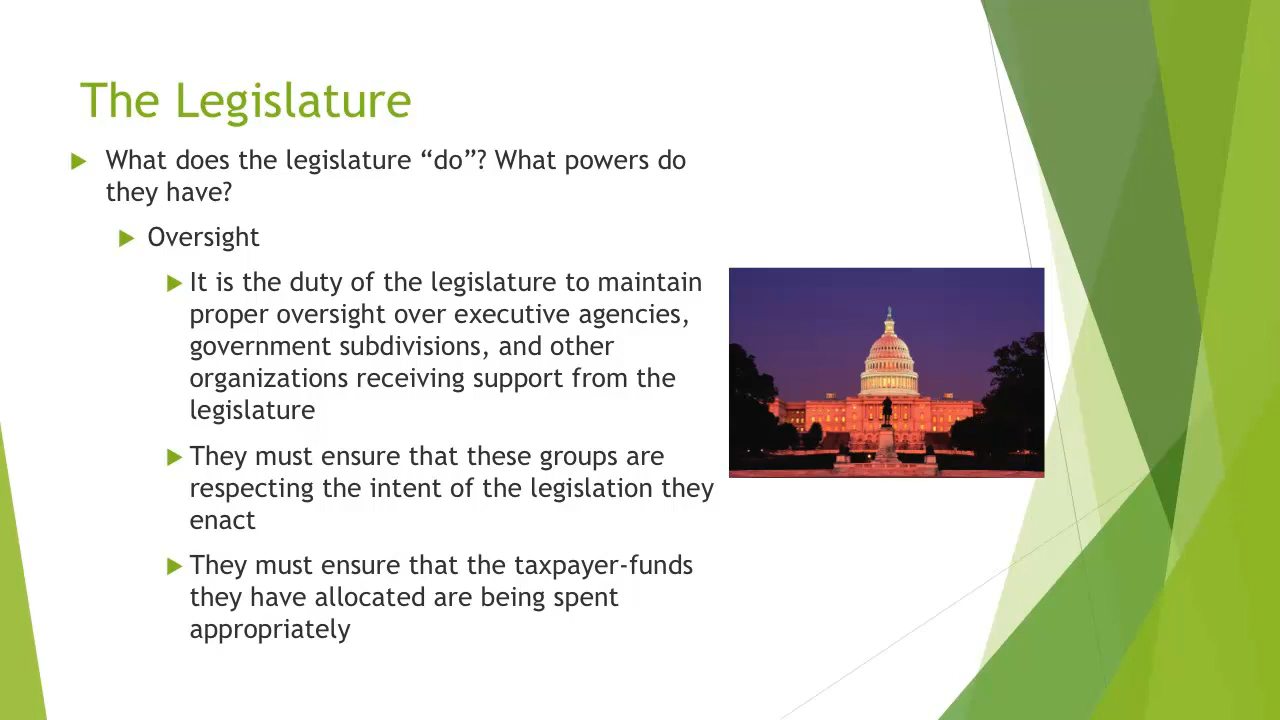 The Legislature
What does the legislature “do”? What powers do
they have?
Oversight
It is the duty of the legislature to maintain
proper oversight over executive agencies,
government subdivisions, and other
organizations receiving support from the
legislature
They must ensure that these groups are
respecting the intent of the legislation they
enact
They must ensure that the taxpayer-funds
they have allocated are being spent
appropriately